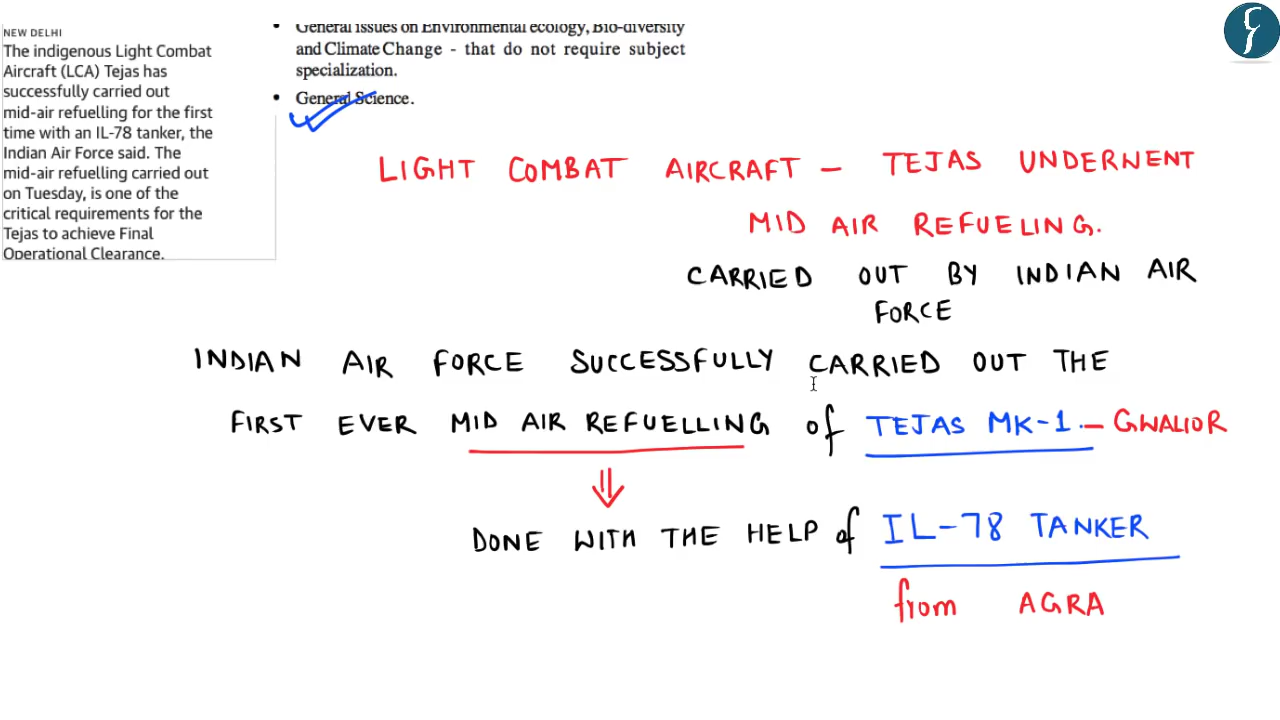 NEW DELHI
The indigenous Light Combat
Aircraft (LCA) Tejas has
successfully carried out
mid-air refuelling for the first
time with an IL-78 tanker, the
Indian Air Force said. The
mid-air refuelling carried out
on Tuesday, is one of the
critical requirements for the
Tejas to achieve Final
Operational Clearance.
• General issues on Environmental ecology, Bio-diversity
and Climate Change - that do not require subject
specialization.
• General Science.
LIGHT COMBAT AIRCRAFT – TEJAS UNDERNENT
MID AIR REFUELING.
CARRIED OUT BY INDIAN AIR
FORCE
INDIAN AIR FORCE SUCCESSFULLY CARRIED OUT THE
FIRST EVER MID AIR REFUELLING of TEJAS MK-1. – GWALIOR
DONE WITH THE HELP of IL-78 TANKER
from AGRA